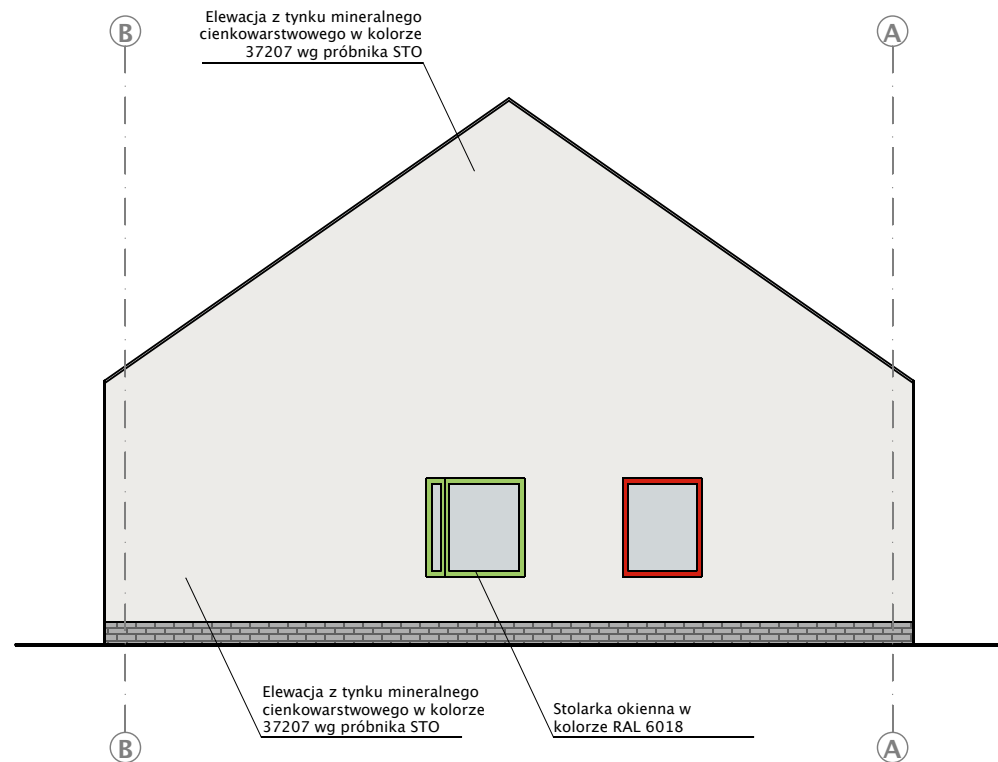 Elewacja z tynku mineralnego
cienkowarstwowego w kolorze
37207 wg próbnika STO
B
A
Elewacja z tynku mineralnego
cienkowarstwowego w kolorze
37207 wg próbnika STO
Stolarka okienna w
kolorze RAL 6018
B
A